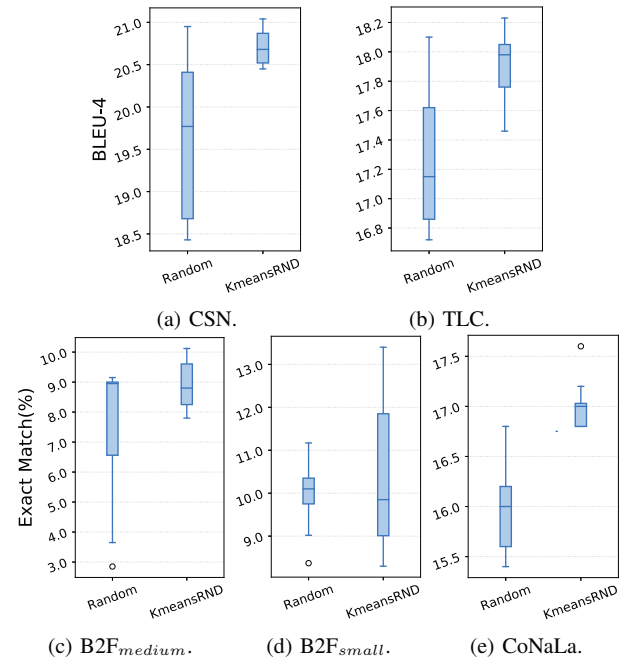 BLEU-4
21.0
20.5
20.0
19.5
19.0
18.5
Random
KmeansRND
(a) CSN.
18.2
18.0
17.8
17.6
17.4
17.2
17.0
16.8
Random
KmeansRND
(b) TLC.
Exact Match(%)
10.0
9.0
8.0
7.0
6.0
5.0
4.0
3.0
Random
KmeansRND
(c) B2Fmedium.
13.0
12.0
11.0
10.0
9.0
Random
KmeansRND
(d) B2Fsmall.
17.5
17.0
16.5
16.0
15.5
Random
KmeansRND
(e) CoNaLa.